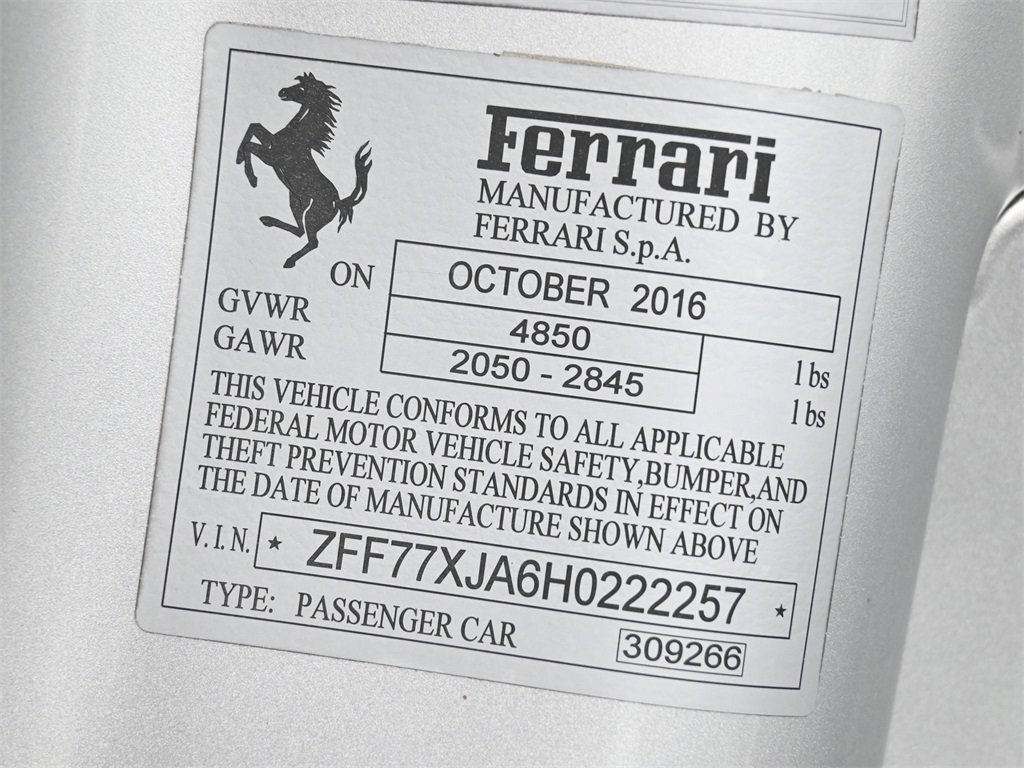 Ferrari
MANUFACTURED BY
FERRARI S.p.A.
ON OCTOBER 2016
GVWR 4850 lbs
GAWR 2050 - 2845 lbs
THIS VEHICLE CONFORMS TO ALL APPLICABLE
FEDERAL MOTOR VEHICLE SAFETY,BUMPER,AND
THEFT PREVENTION STANDARDS IN EFFECT ON
THE DATE OF MANUFACTURE SHOWN ABOVE
V.I.N. * ZFF77XJA6H0222257 *
TYPE: PASSENGER CAR 309266